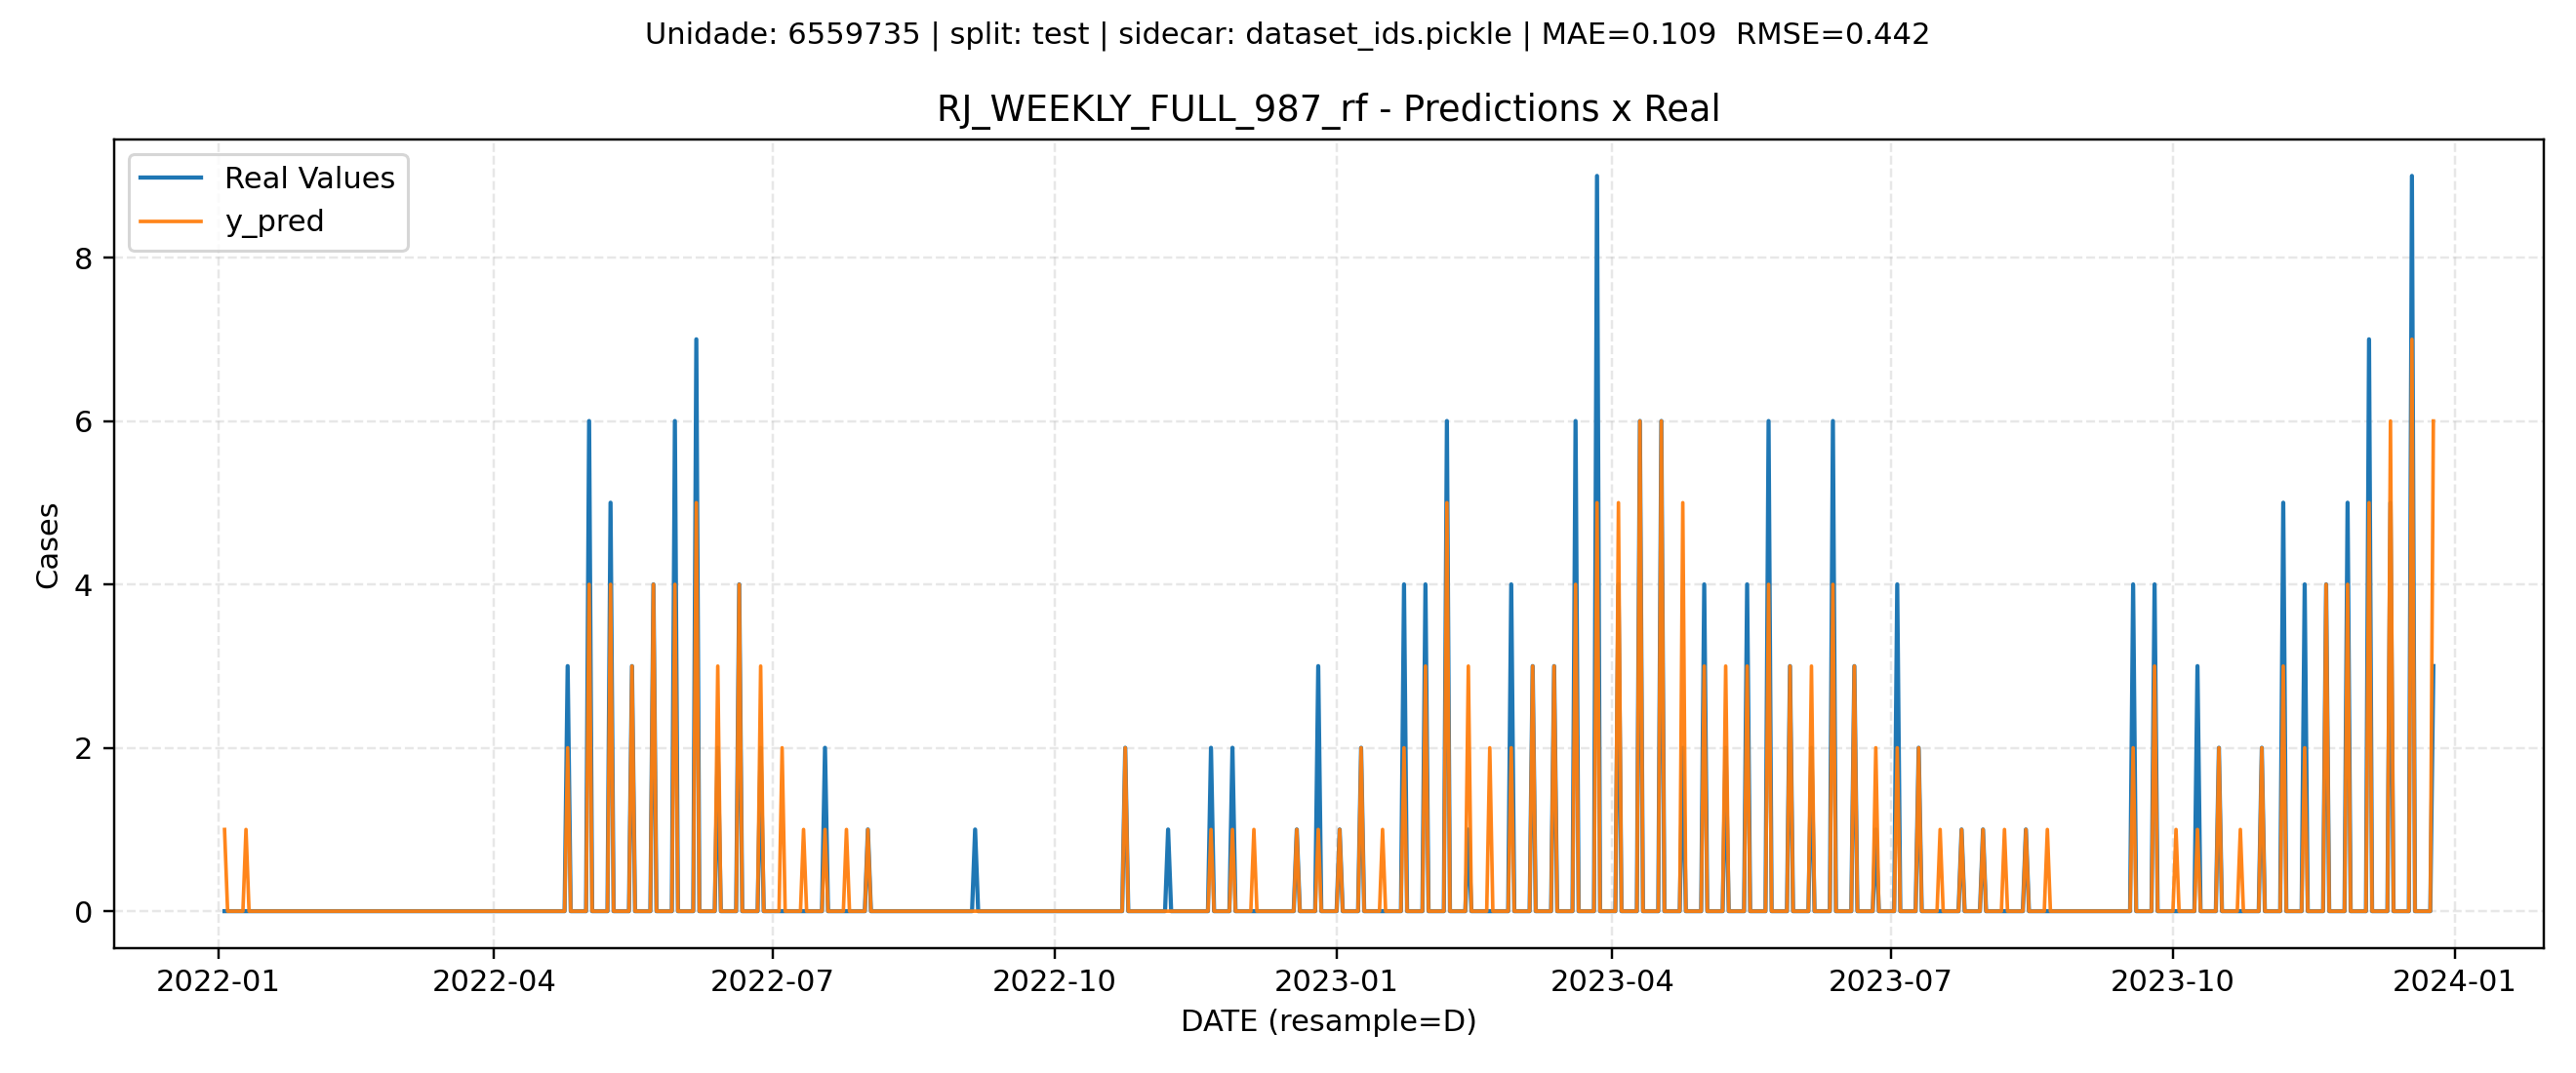 Unidade: 6559735 | split: test | sidecar: dataset_ids.pickle | MAE=0.109  RMSE=0.442
RJ_WEEKLY_FULL_987_rf - Predictions x Real
Real Values
y_pred
Cases
8
6
4
2
0
2022-01 2022-04 2022-07 2022-10 2023-01 2023-04 2023-07 2023-10 2024-01
DATE (resample=D)